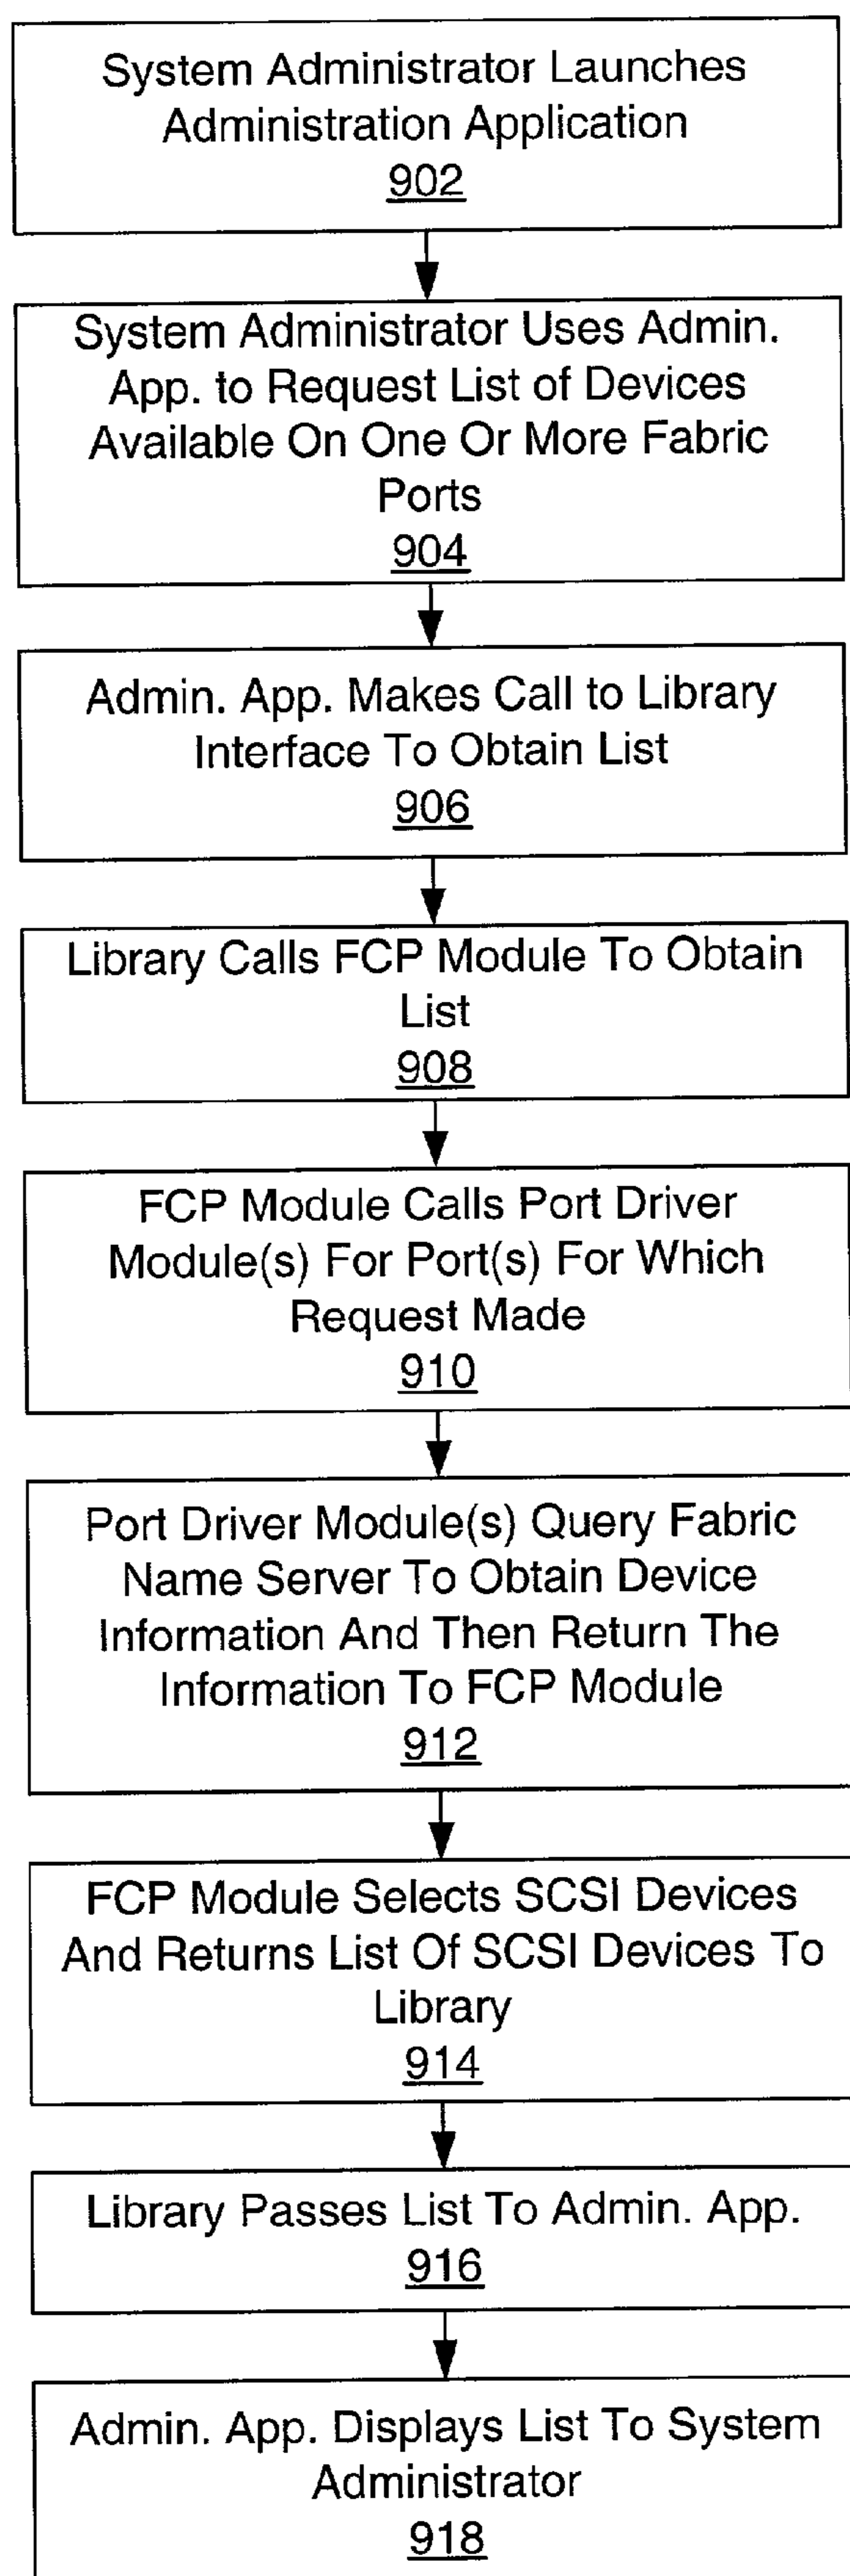 System Administrator Launches
Administration Application
902
System Administrator Uses Admin.
App. to Request List of Devices
Available On One Or More Fabric
Ports
904
Admin. App. Makes Call to Library
Interface To Obtain List
906
Library Calls FCP Module To Obtain
List
908
FCP Module Calls Port Driver
Module(s) For Port(s) For Which
Request Made
910
Port Driver Module(s) Query Fabric
Name Server To Obtain Device
Information And Then Return The
Information To FCP Module
912
FCP Module Selects SCSI Devices
And Returns List Of SCSI Devices To
Library
914
Library Passes List To Admin. App.
916
Admin. App. Displays List To System
Administrator
918